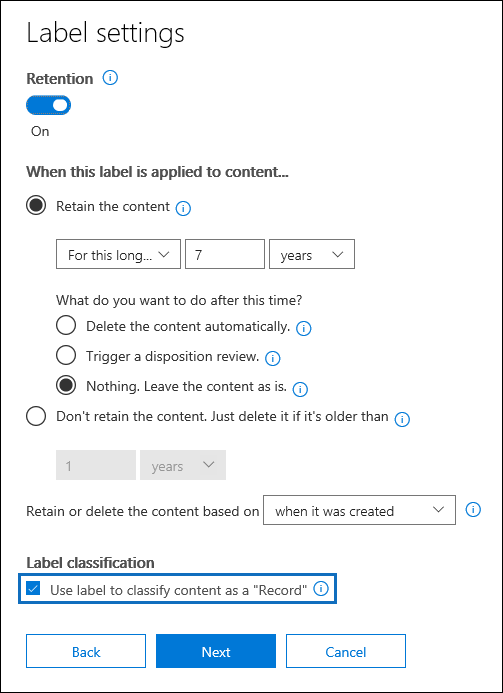 Label settings
Retention
On
When this label is applied to content...
Retain the content
For this long... 7 years
What do you want to do after this time?
Delete the content automatically.
Trigger a disposition review.
Nothing. Leave the content as is.
Don't retain the content. Just delete it if it's older than
1 years
Retain or delete the content based on when it was created
Label classification
Use label to classify content as a "Record"
Back Next Cancel